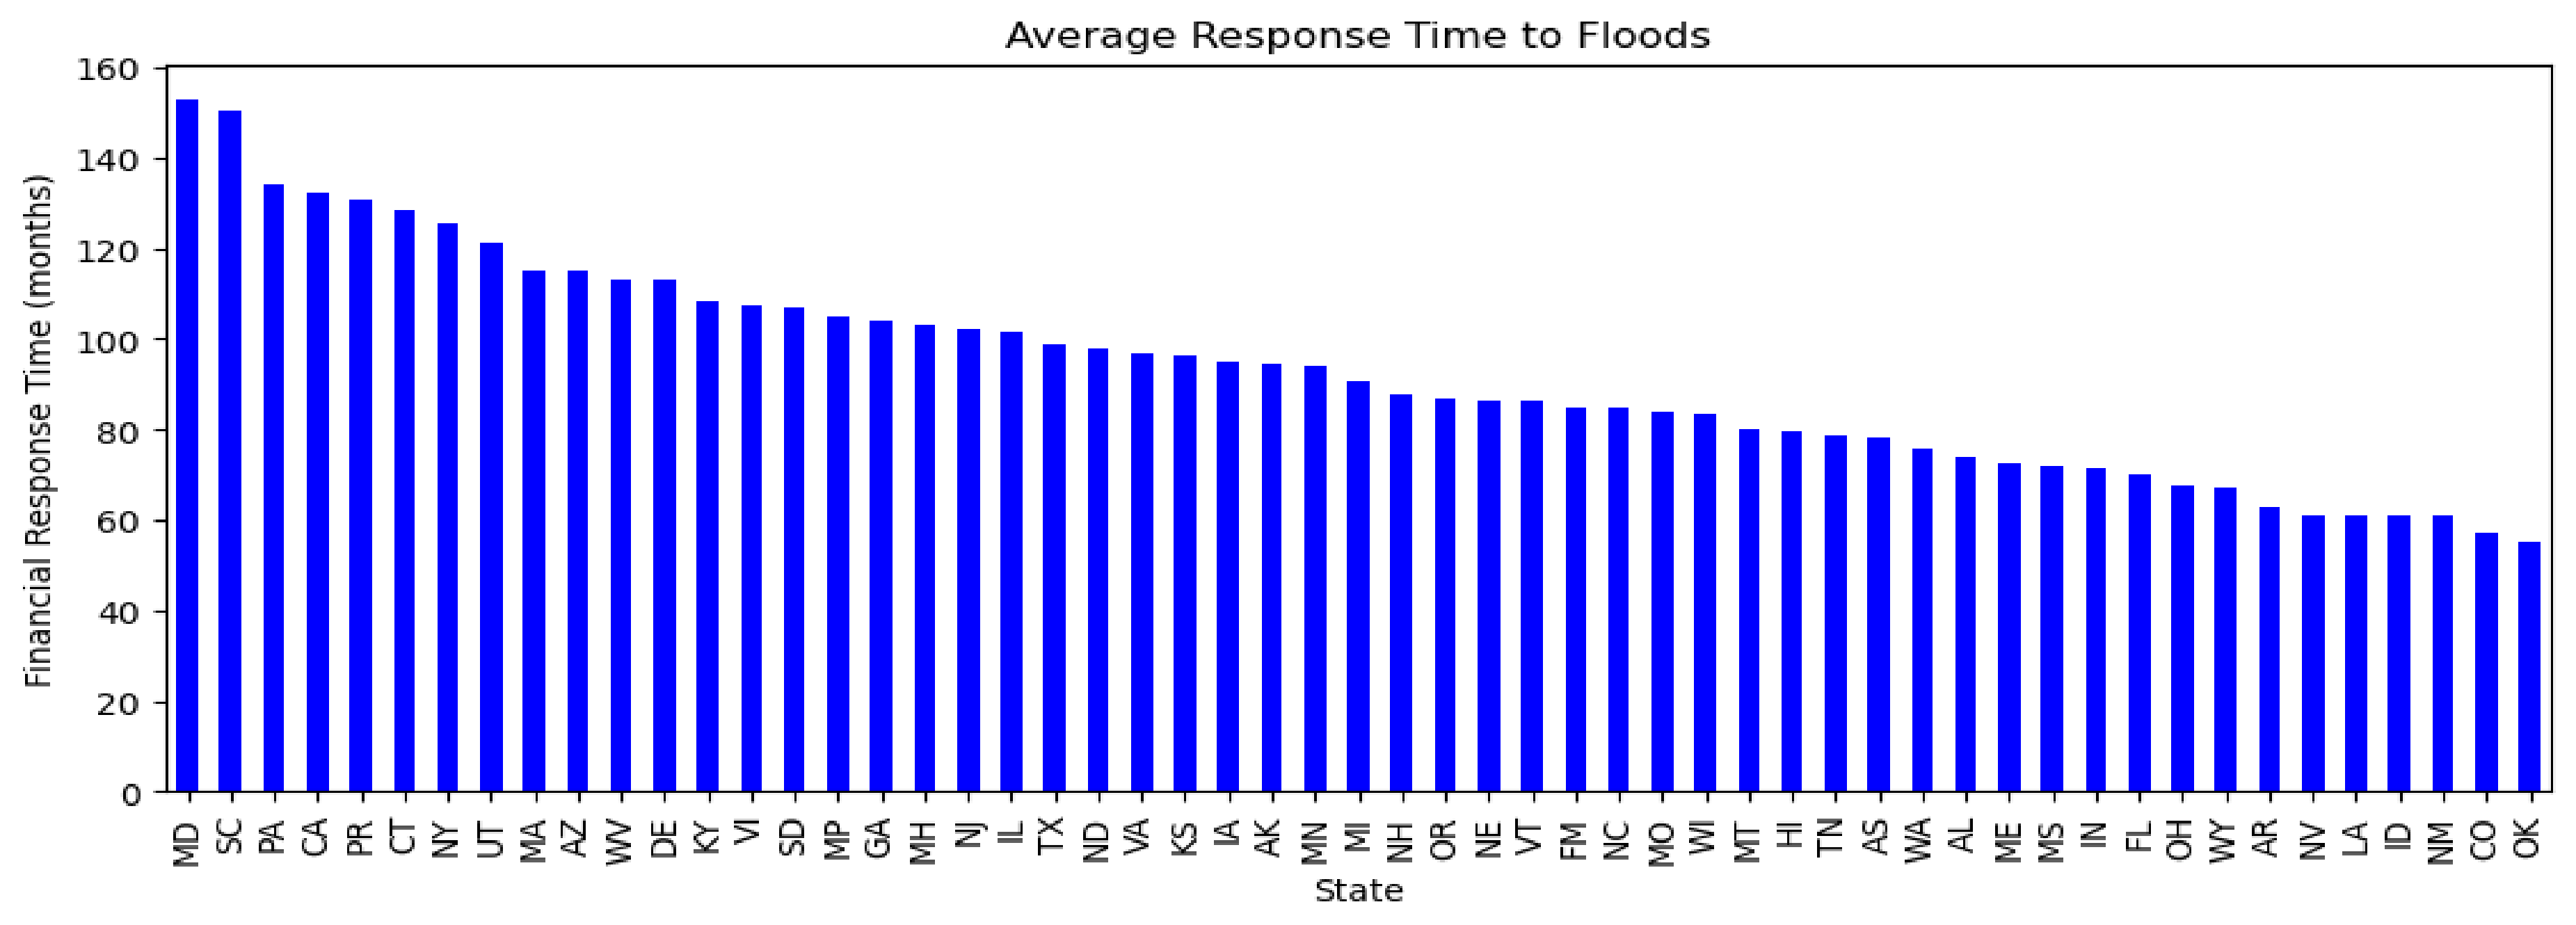 Average Response Time to Floods
Financial Response Time (months)
160
140
120
100
80
60
40
20
0
MD SC PA CA PR CT NY UT MA AZ WV DE KY VI SD MP GA MH NJ IL TX ND VA KS IA AK MN MI NH OR NE VT FM NC MO WI MT HI TN AS WA AL ME MS IN FL OH WY AR NV LA ID NM CO OK
State